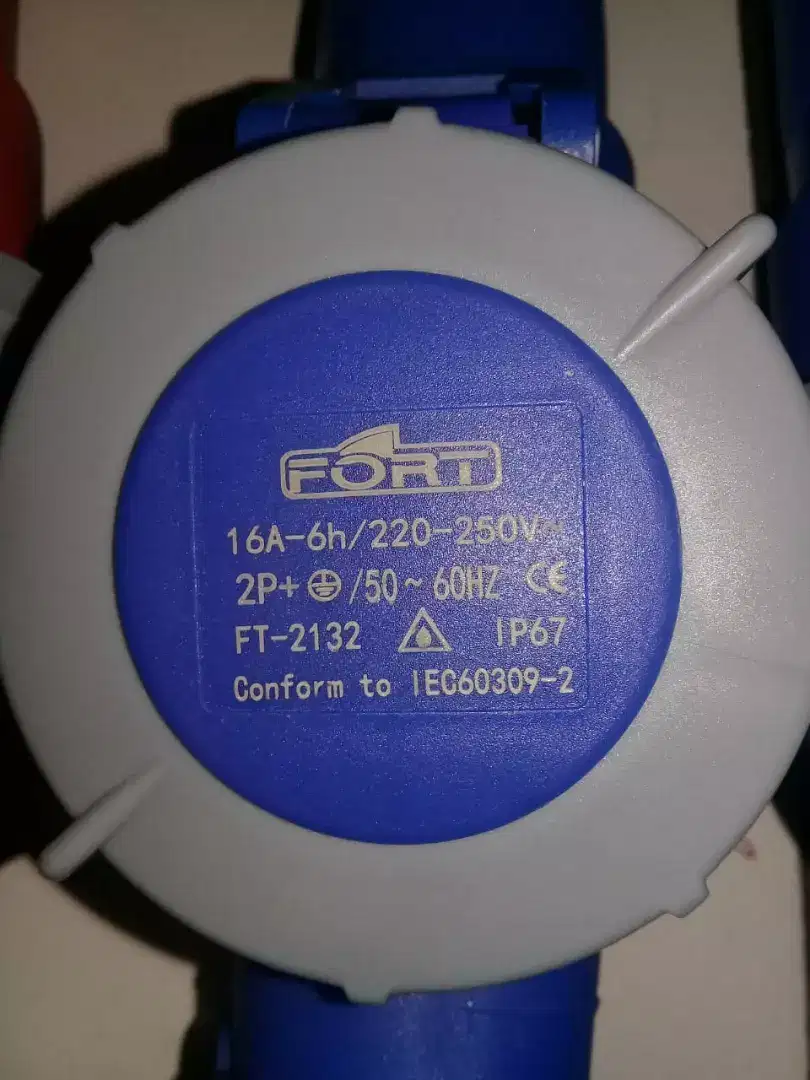 FORT
16A-6h/220-250V~
2P+⏚/50~60HZ CE
FT-2132 IP67
Conform to IEC60309-2